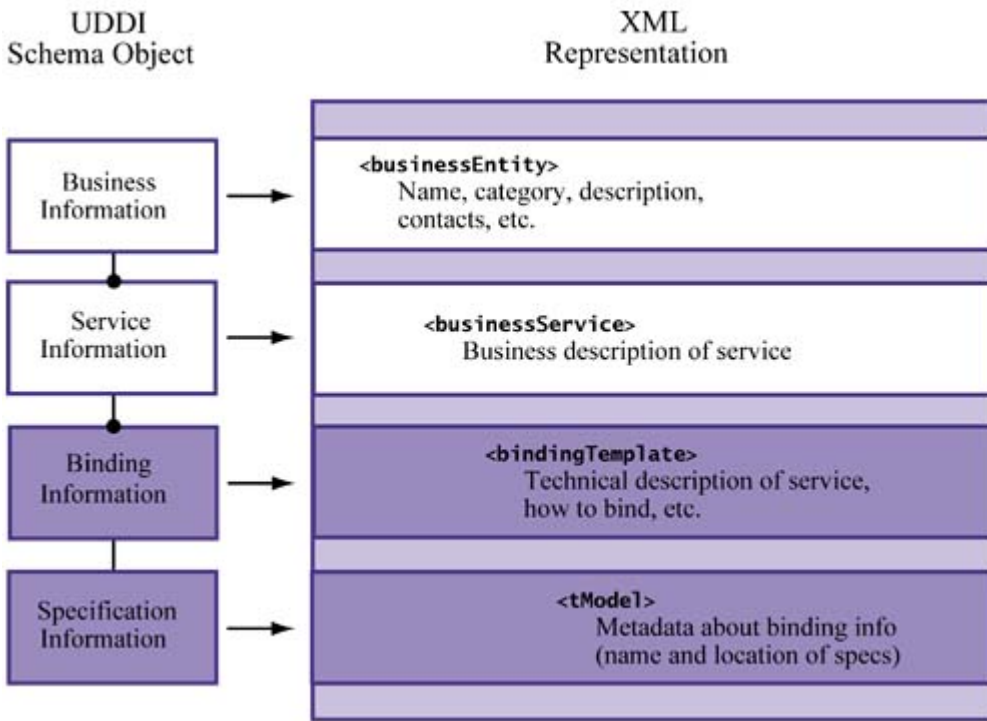 UDDI
Schema Object
XML
Representation
Business
Information
<businessEntity>
Name, category, description,
contacts, etc.
Service
Information
<businessService>
Business description of service
Binding
Information
<bindingTemplate>
Technical description of service,
how to bind, etc.
Specification
Information
<tModel>
Metadata about binding info
(name and location of specs)